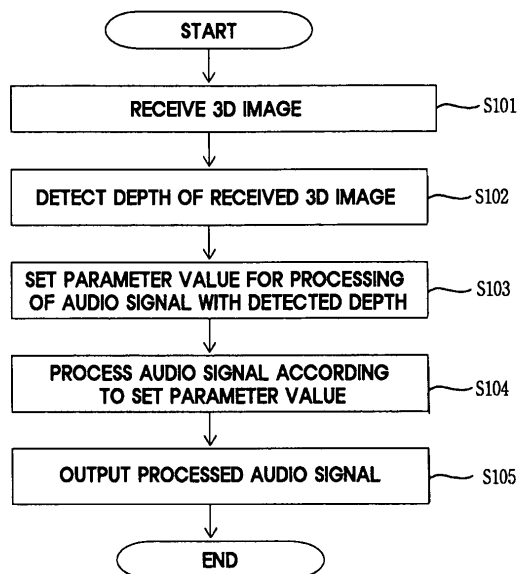 START
RECEIVE 3D IMAGE
S101
DETECT DEPTH OF RECEIVED 3D IMAGE
S102
SET PARAMETER VALUE FOR PROCESSING
OF AUDIO SIGNAL WITH DETECTED DEPTH
S103
PROCESS AUDIO SIGNAL ACCORDING
TO SET PARAMETER VALUE
S104
OUTPUT PROCESSED AUDIO SIGNAL
S105
END